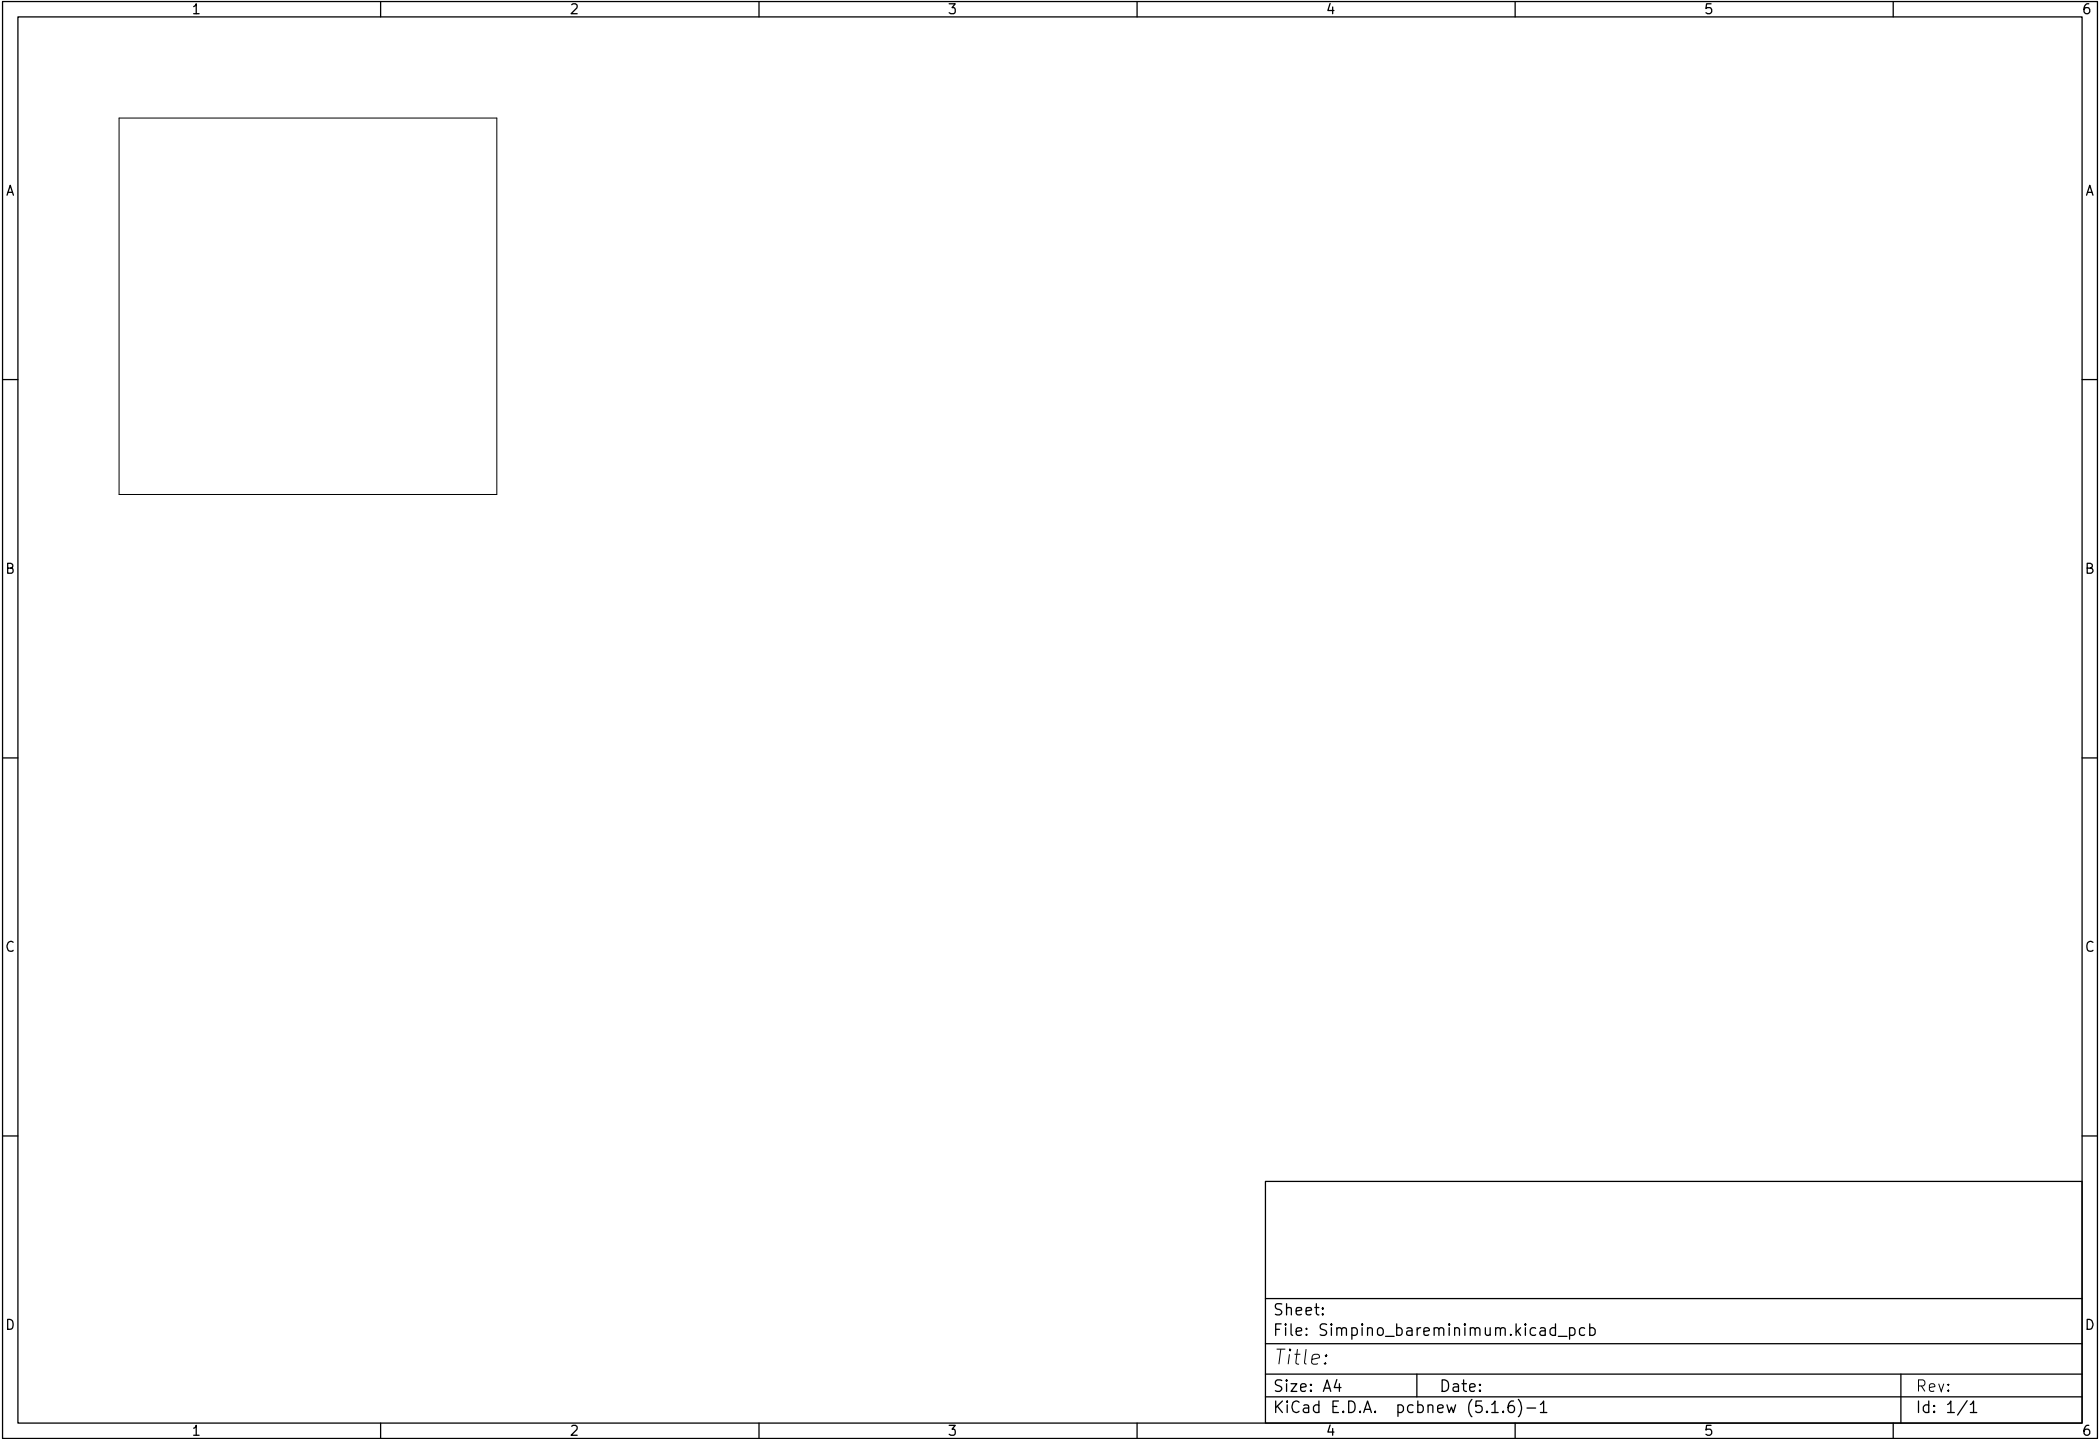 1 2 3 4 5 6
A A
B B
C C
D D
Sheet:
File: Simpino_bareminimum.kicad_pcb
Title:
Size: A4 Date: Rev:
KiCad E.D.A. pcbnew (5.1.6)-1 Id: 1/1
1 2 3 4 5 6